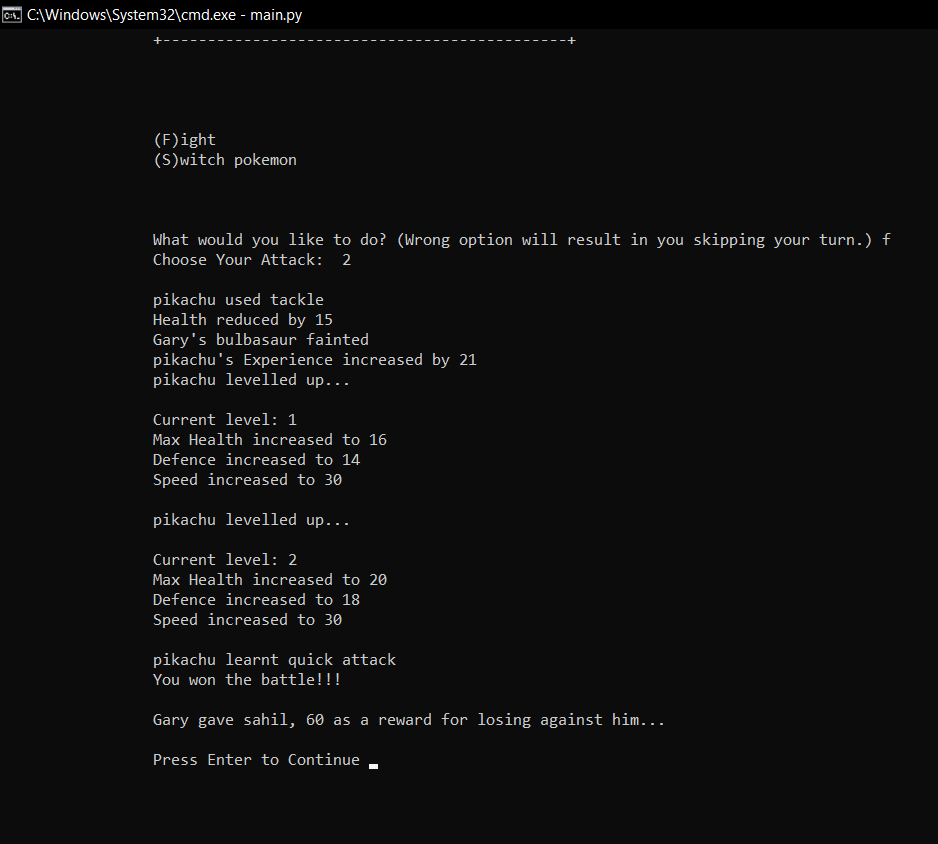 C:\Windows\System32\cmd.exe - main.py
+---------------------------------------------+
(F)ight
(S)witch pokemon
What would you like to do? (Wrong option will result in you skipping your turn.) f
Choose Your Attack:  2
pikachu used tackle
Health reduced by 15
Gary's bulbasaur fainted
pikachu's Experience increased by 21
pikachu levelled up...
Current level: 1
Max Health increased to 16
Defence increased to 14
Speed increased to 30
pikachu levelled up...
Current level: 2
Max Health increased to 20
Defence increased to 18
Speed increased to 30
pikachu learnt quick attack
You won the battle!!!
Gary gave sahil, 60 as a reward for losing against him...
Press Enter to Continue